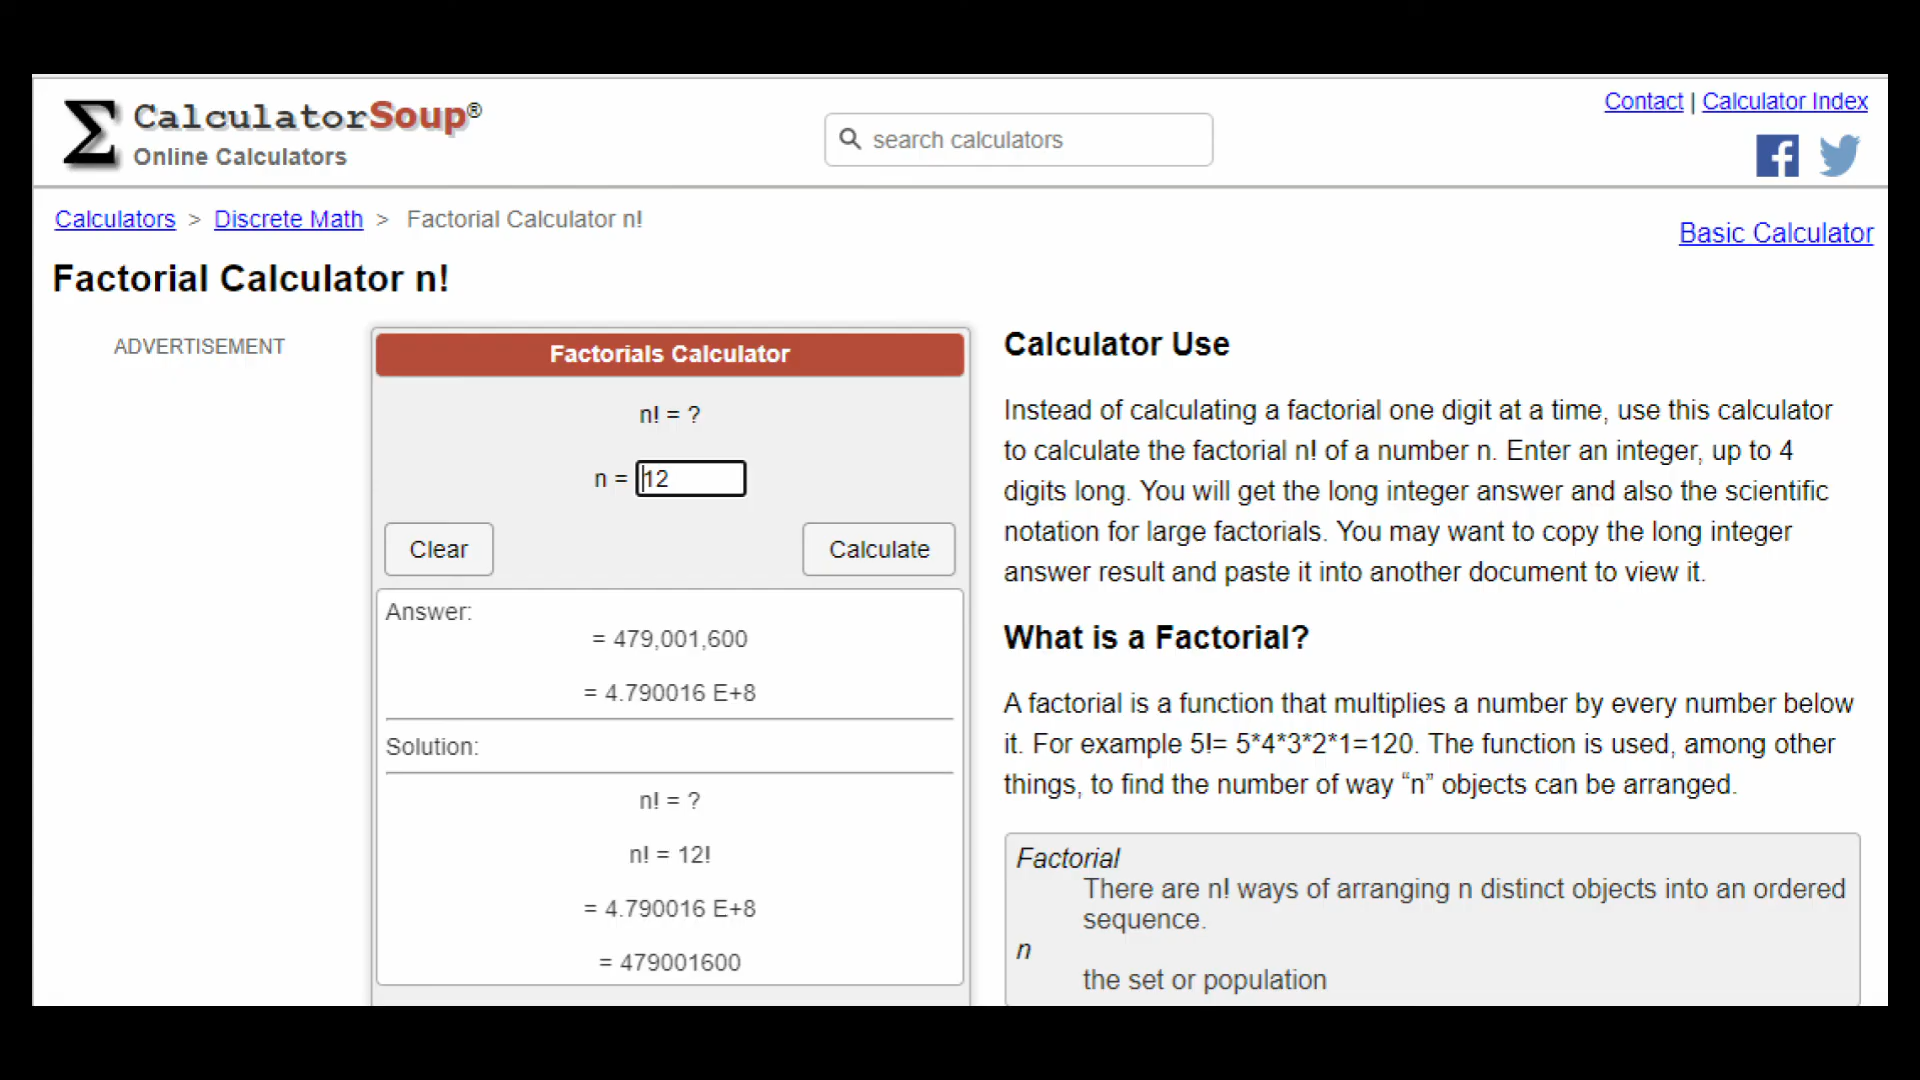 CalculatorSoup®
Online Calculators
search calculators
Contact | Calculator Index
Calculators > Discrete Math > Factorial Calculator n!
Basic Calculator
Factorial Calculator n!
ADVERTISEMENT
Factorials Calculator
n! = ?
n = 12
Clear
Calculate
Answer:
= 479,001,600
= 4.790016 E+8
Solution:
n! = ?
n! = 12!
= 4.790016 E+8
= 479001600
Calculator Use
Instead of calculating a factorial one digit at a time, use this calculator
to calculate the factorial n! of a number n. Enter an integer, up to 4
digits long. You will get the long integer answer and also the scientific
notation for large factorials. You may want to copy the long integer
answer result and paste it into another document to view it.
What is a Factorial?
A factorial is a function that multiplies a number by every number below
it. For example 5!= 5*4*3*2*1=120. The function is used, among other
things, to find the number of way “n” objects can be arranged.
Factorial
There are n! ways of arranging n distinct objects into an ordered
sequence.
n
the set or population